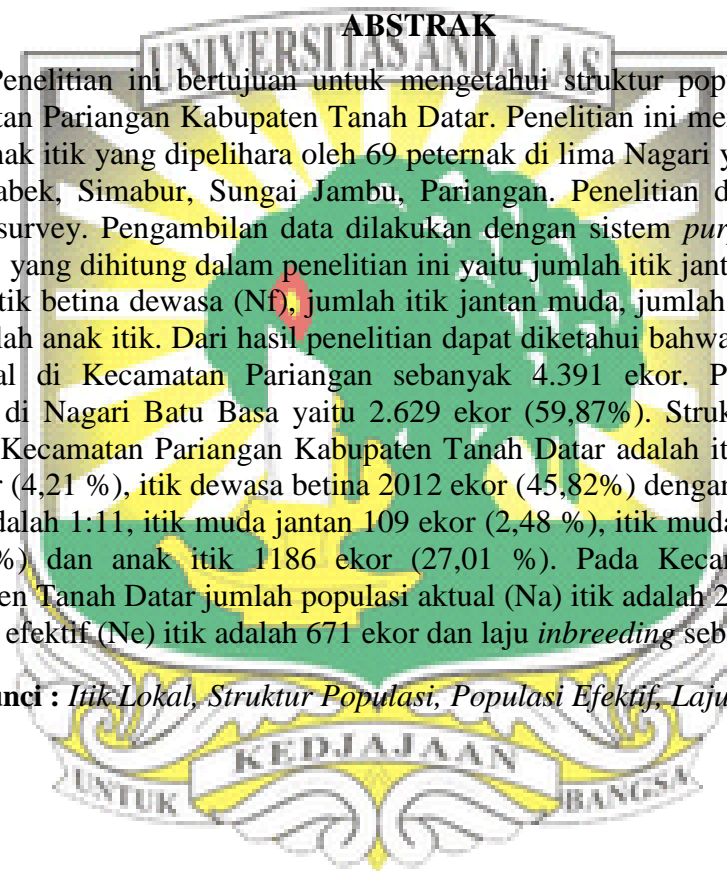 ABSTRAK
UNIVERSITAS ANDALAS
Penelitian ini bertujuan untuk mengetahui struktur pop
tan Pariangan Kabupaten Tanah Datar. Penelitian ini me
nak itik yang dipelihara oleh 69 peternak di lima Nagari y
abek, Simabur, Sungai Jambu, Pariangan. Penelitian d
survey. Pengambilan data dilakukan dengan sistem pur
yang dihitung dalam penelitian ini yaitu jumlah itik jant
tik betina dewasa (Nf), jumlah itik jantan muda, jumlah
lah anak itik. Dari hasil penelitian dapat diketahui bahwa
al di Kecamatan Pariangan sebanyak 4.391 ekor. P
di Nagari Batu Basa yaitu 2.629 ekor (59,87%). Struk
Kecamatan Pariangan Kabupaten Tanah Datar adalah it
r (4,21 %), itik dewasa betina 2012 ekor (45,82%) dengan
dalah 1:11, itik muda jantan 109 ekor (2,48 %), itik muda
%) dan anak itik 1186 ekor (27,01 %). Pada Keca
en Tanah Datar jumlah populasi aktual (Na) itik adalah 2
efektif (Ne) itik adalah 671 ekor dan laju inbreeding seb
unci : Itik Lokal, Struktur Populasi, Populasi Efektif, Laju
KEDJAJAAN
UNTUK BANGSA